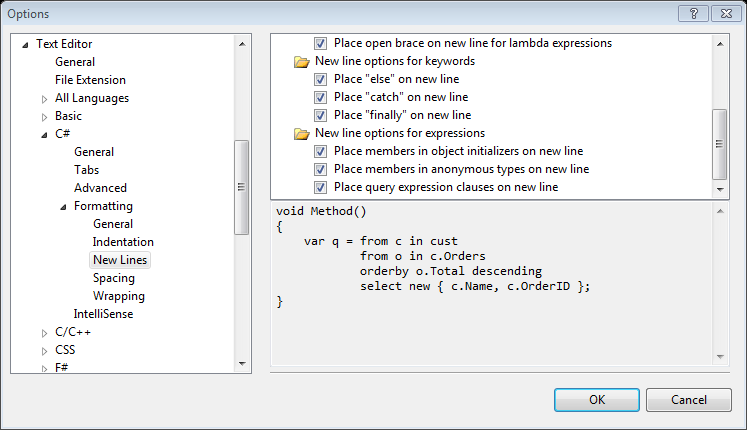 Options
Text Editor
General
File Extension
All Languages
Basic
C#
General
Tabs
Advanced
Formatting
General
Indentation
New Lines
Spacing
Wrapping
IntelliSense
C/C++
CSS
F#
Place open brace on new line for lambda expressions
New line options for keywords
Place "else" on new line
Place "catch" on new line
Place "finally" on new line
New line options for expressions
Place members in object initializers on new line
Place members in anonymous types on new line
Place query expression clauses on new line
void Method()
{
    var q = from c in cust
            from o in c.Orders
            orderby o.Total descending
            select new { c.Name, c.OrderID };
}
OK
Cancel